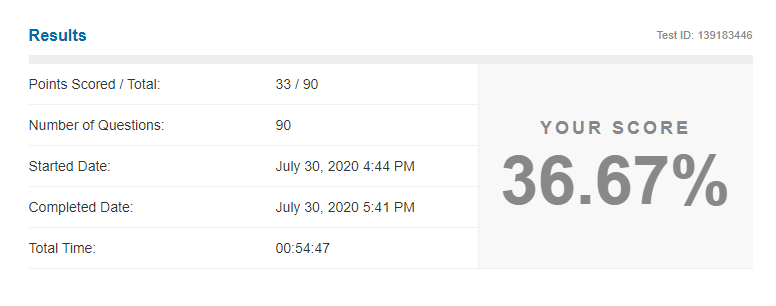 Results
Test ID: 139183446
Points Scored / Total: 33 / 90
Number of Questions: 90
Started Date: July 30, 2020 4:44 PM
Completed Date: July 30, 2020 5:41 PM
Total Time: 00:54:47
YOUR SCORE
36.67%